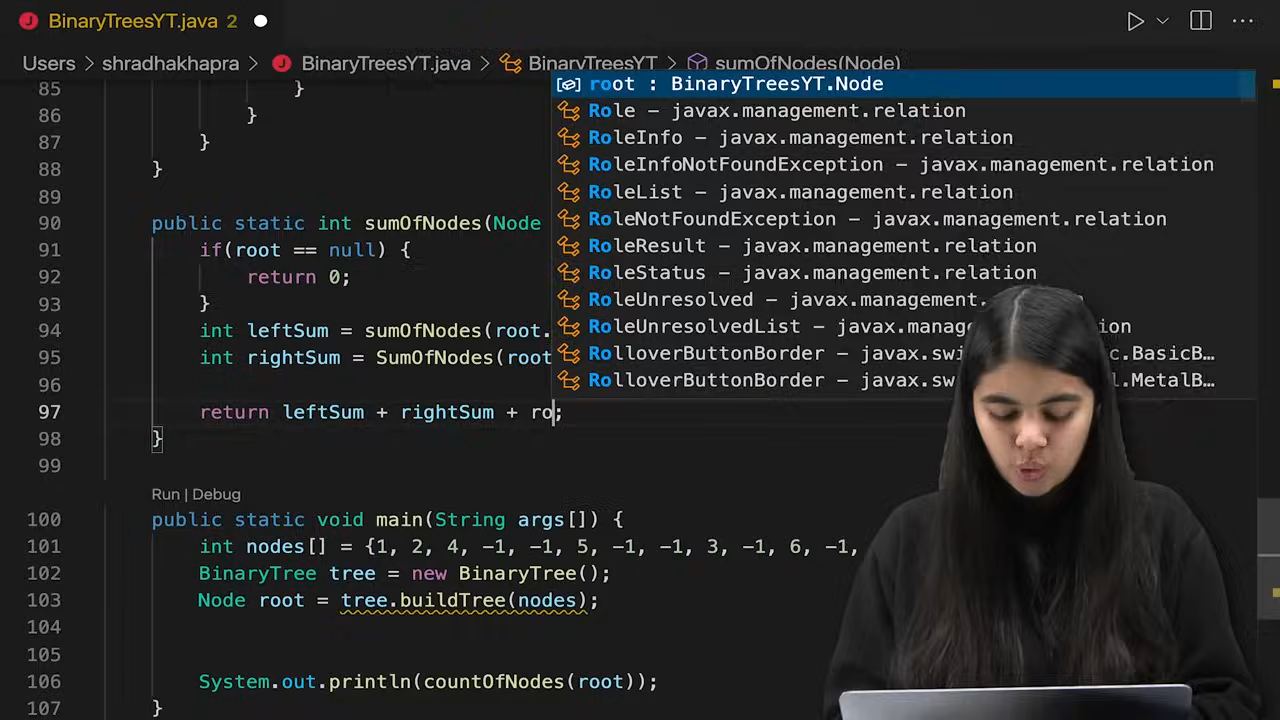 BinaryTreesYT.java 2
Users > shradhakhapra > BinaryTreesYT.java > BinaryTreesYT > sumOfNodes(Node)
85 }
86 }
87 }
88 }
89
90 public static int sumOfNodes(Node
91 if(root == null) {
92 return 0;
93 }
94 int leftSum = sumOfNodes(root.
95 int rightSum = SumOfNodes(root
96
97 return leftSum + rightSum + ro;
98 }
99
root : BinaryTreesYT.Node
Role – javax.management.relation
RoleInfo – javax.management.relation
RoleInfoNotFoundException – javax.management.relation
RoleList – javax.management.relation
RoleNotFoundException – javax.management.relation
RoleResult – javax.management.relation
RoleStatus – javax.management.relation
RoleUnresolved – javax.management.
RoleUnresolvedList – javax.management
RolloverButtonBorder – javax.swi c.BasicB…
RolloverButtonBorder – javax.sw l.MetalB…
Run | Debug
100 public static void main(String args[]) {
101 int nodes[] = {1, 2, 4, -1, -1, 5, -1, -1, 3, -1, 6, -1,
102 BinaryTree tree = new BinaryTree();
103 Node root = tree.buildTree(nodes);
104
105
106 System.out.println(countOfNodes(root));
107 }